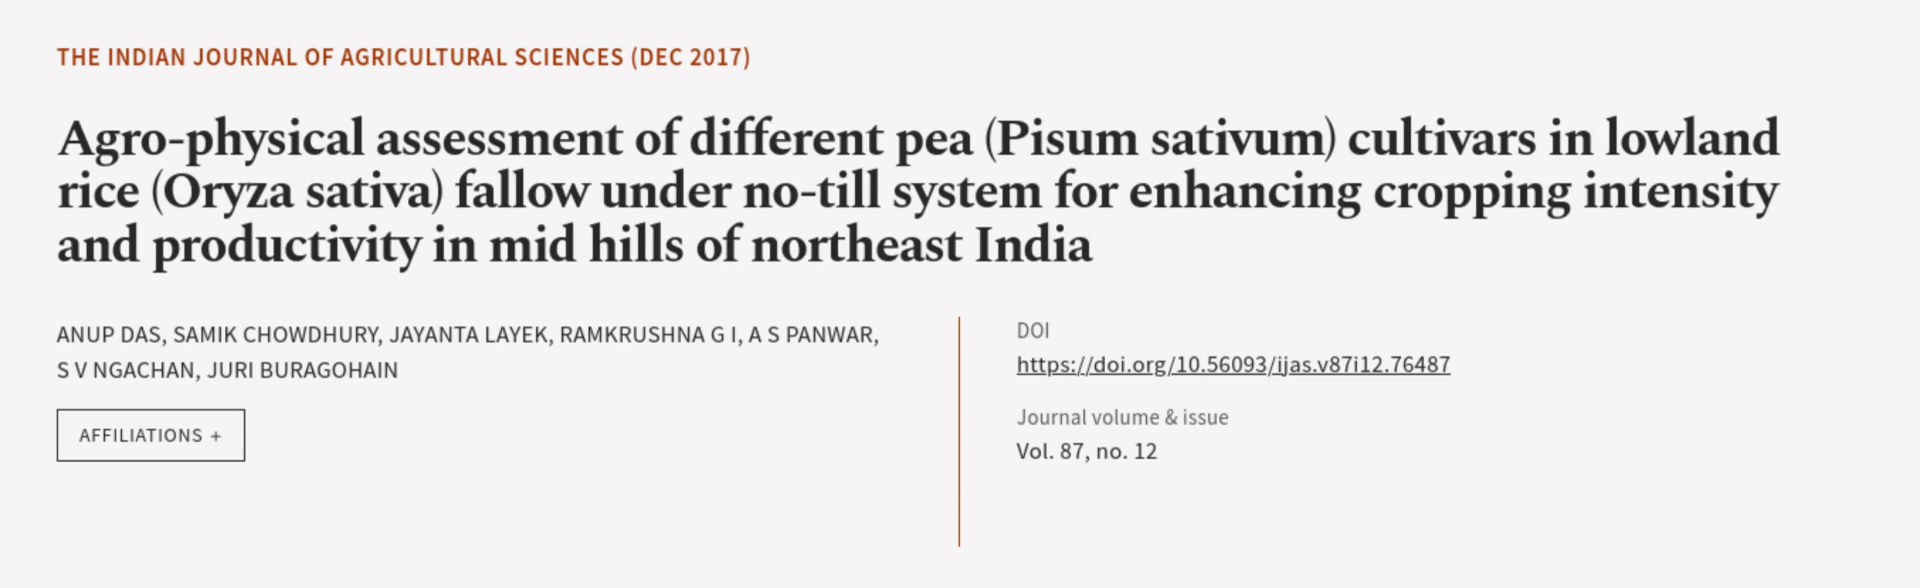 THE INDIAN JOURNAL OF AGRICULTURAL SCIENCES (DEC 2017)
Agro-physical assessment of different pea (Pisum sativum) cultivars in lowland
rice (Oryza sativa) fallow under no-till system for enhancing cropping intensity
and productivity in mid hills of northeast India
ANUP DAS, SAMIK CHOWDHURY, JAYANTA LAYEK, RAMKRUSHNA G I, A S PANWAR,
S V NGACHAN, JURI BURAGOHAIN
AFFILIATIONS +
DOI
https://doi.org/10.56093/ijas.v87i12.76487
Journal volume & issue
Vol. 87, no. 12